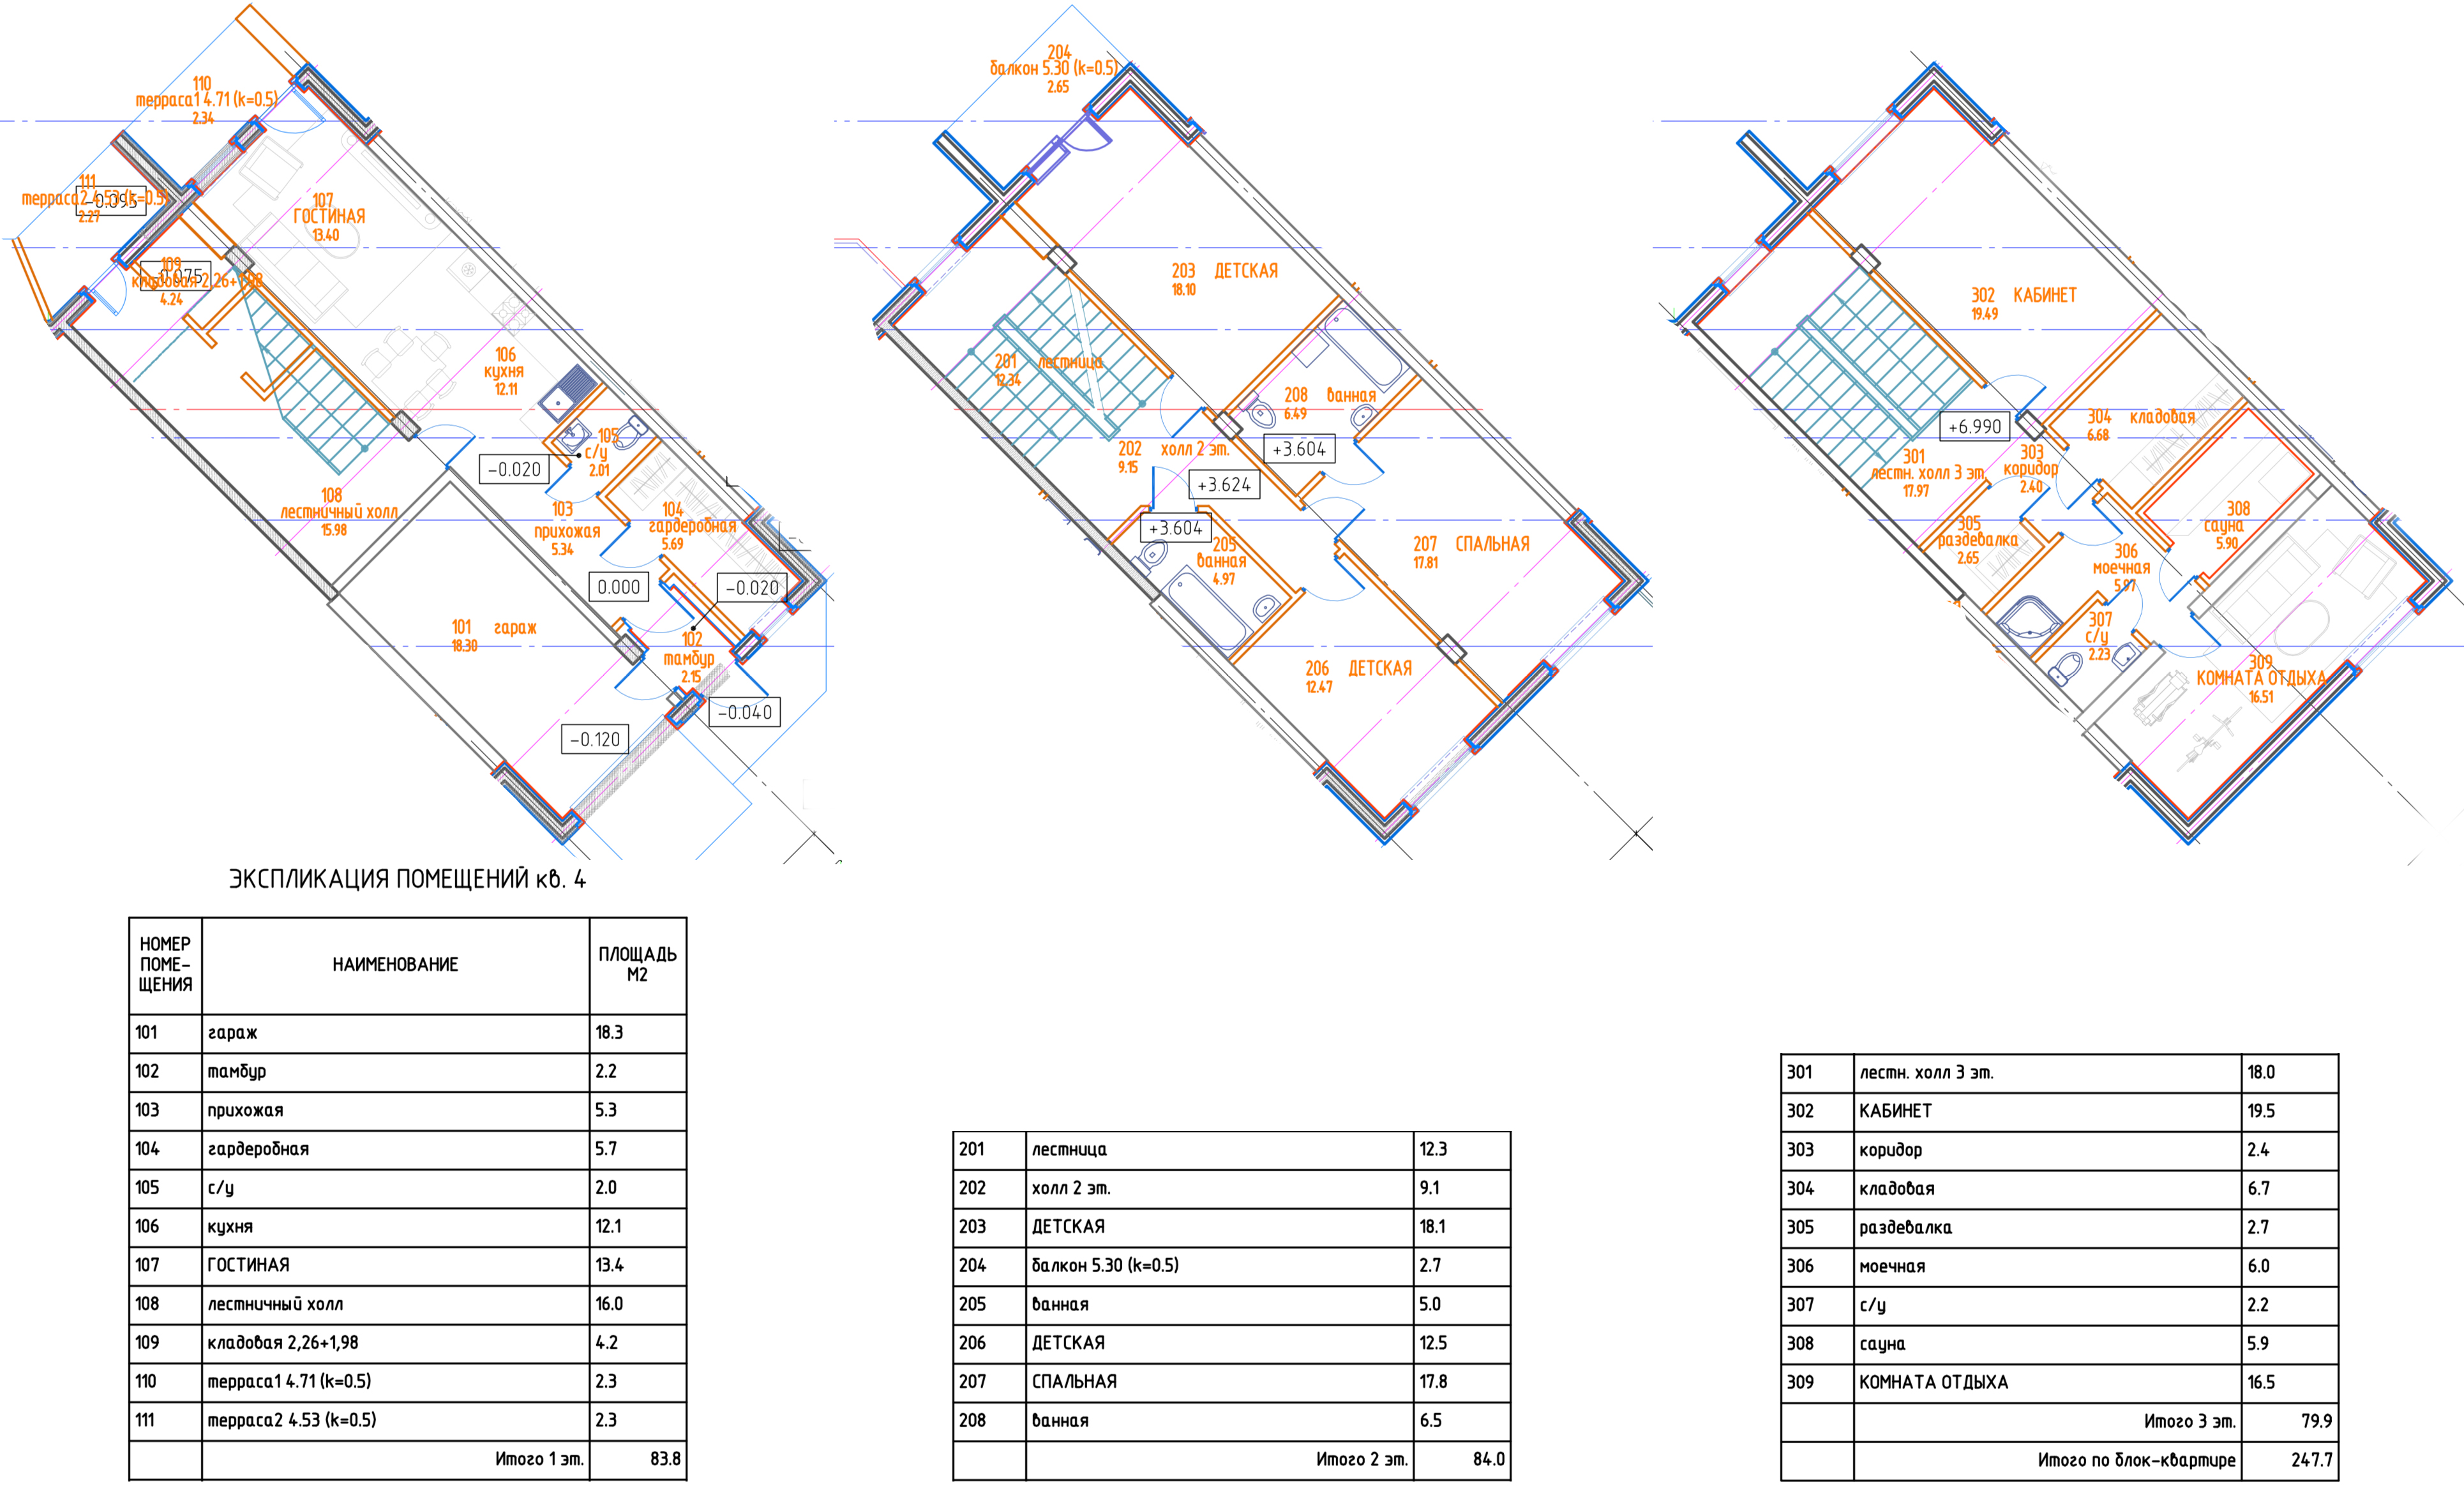 110
терраса1 4.71 (k=0.5)
2.34
111
терраса2 4.53 (k=0.5)
2.27
-0.095
107
ГОСТИНАЯ
13.40
109
кладовая 2.26+1.98
4.24
-0.075
106
кухня
12.11
105
с/у
2.01
-0.020
108
лестничный холл
15.98
103
прихожая
5.34
104
гардеробная
5.69
0.000
-0.020
101 гараж
18.30
102
тамбур
2.15
-0.040
-0.120
204
балкон 5.30 (k=0.5)
2.65
203 ДЕТСКАЯ
18.10
201 лестница
12.34
208 ванная
6.49
+3.604
202 холл 2 эт.
9.15
+3.624
+3.604
205
ванная
4.97
207 СПАЛЬНАЯ
17.81
206 ДЕТСКАЯ
12.47
302 КАБИНЕТ
19.49
304 кладовая
6.68
+6.990
301
лестн. холл 3 эт.
17.97
303
коридор
2.40
305
раздевалка
2.65
308
сауна
5.90
306
моечная
5.97
307
с/у
2.23
309
КОМНАТА ОТДЫХА
16.51
ЭКСПЛИКАЦИЯ ПОМЕЩЕНИЙ кв. 4
НОМЕР
ПОМЕ-
ЩЕНИЯ
НАИМЕНОВАНИЕ
ПЛОЩАДЬ
М2
101 гараж 18.3
102 тамбур 2.2
103 прихожая 5.3
104 гардеробная 5.7
105 с/у 2.0
106 кухня 12.1
107 ГОСТИНАЯ 13.4
108 лестничный холл 16.0
109 кладовая 2,26+1,98 4.2
110 терраса1 4.71 (k=0.5) 2.3
111 терраса2 4.53 (k=0.5) 2.3
Итого 1 эт. 83.8
201 лестница 12.3
202 холл 2 эт. 9.1
203 ДЕТСКАЯ 18.1
204 балкон 5.30 (k=0.5) 2.7
205 ванная 5.0
206 ДЕТСКАЯ 12.5
207 СПАЛЬНАЯ 17.8
208 ванная 6.5
Итого 2 эт. 84.0
301 лестн. холл 3 эт. 18.0
302 КАБИНЕТ 19.5
303 коридор 2.4
304 кладовая 6.7
305 раздевалка 2.7
306 моечная 6.0
307 с/у 2.2
308 сауна 5.9
309 КОМНАТА ОТДЫХА 16.5
Итого 3 эт. 79.9
Итого по блок-квартире 247.7